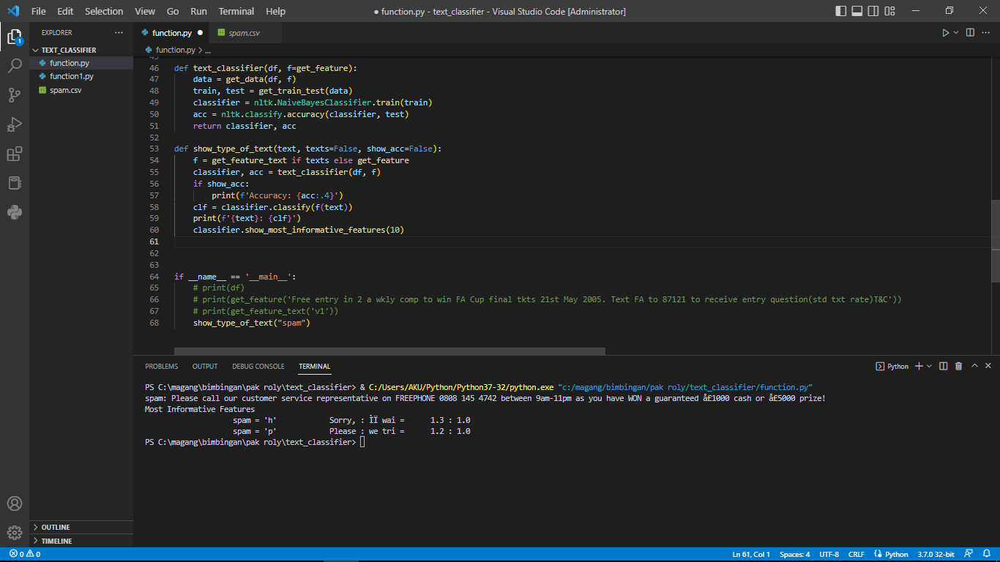 File Edit Selection View Go Run Terminal Help
● function.py - text_classifier - Visual Studio Code [Administrator]
EXPLORER ···
1
TEXT_CLASSIFIER
function.py
function1.py
spam.csv
OUTLINE
TIMELINE
function.py ●
spam.csv
function.py > ...
45
46 def text_classifier(df, f=get_feature):
47     data = get_data(df, f)
48     train, test = get_train_test(data)
49     classifier = nltk.NaiveBayesClassifier.train(train)
50     acc = nltk.classify.accuracy(classifier, test)
51     return classifier, acc
52
53 def show_type_of_text(text, texts=False, show_acc=False):
54     f = get_feature_text if texts else get_feature
55     classifier, acc = text_classifier(df, f)
56     if show_acc:
57         print(f'Accuracy: {acc:.4}')
58     clf = classifier.classify(f(text))
59     print(f'{text}: {clf}')
60     classifier.show_most_informative_features(10)
61
62
63
64 if __name__ == '__main__':
65     # print(df)
66     # print(get_feature('Free entry in 2 a wkly comp to win FA Cup final tkts 21st May 2005. Text FA to 87121 to receive entry question(std txt rate)T&C'))
67     # print(get_feature_text('v1'))
68     show_type_of_text("spam")
PROBLEMS OUTPUT DEBUG CONSOLE TERMINAL
Python
PS C:\magang\bimbingan\pak roly\text_classifier> & C:/Users/AKU/Python/Python37-32/python.exe "c:/magang/bimbingan/pak roly/text_classifier/function.py"
spam: Please call our customer service representative on FREEPHONE 0808 145 4742 between 9am-11pm as you have WON a guaranteed å£1000 cash or å£5000 prize!
Most Informative Features
spam = 'h' Sorry, : ÌÏ wai = 1.3 : 1.0
spam = 'p' Please : we tri = 1.2 : 1.0
PS C:\magang\bimbingan\pak roly\text_classifier>
0 0
Ln 61, Col 1 Spaces: 4 UTF-8 CRLF Python 3.7.0 32-bit